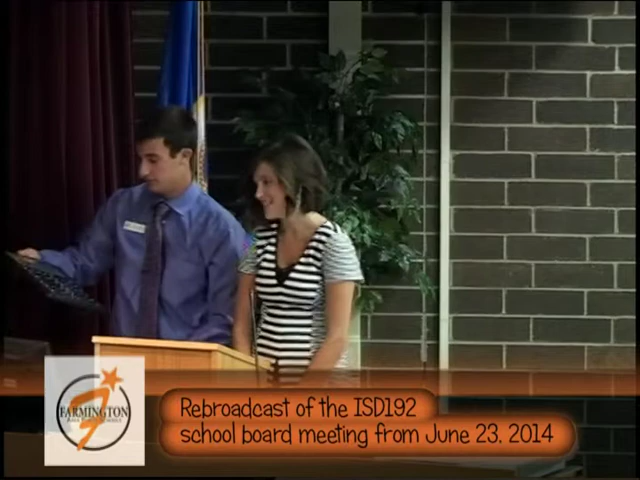 FARMINGTON
Rebroadcast of the ISD192
school board meeting from June 23, 2014